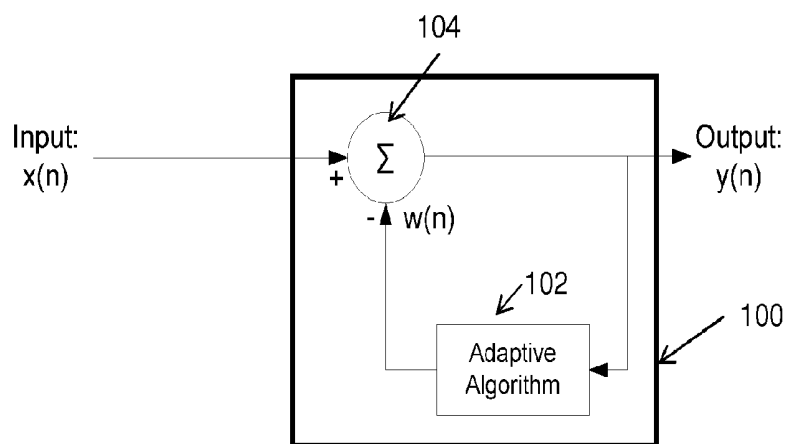 104
Input:
x(n)
Σ
+
Output:
y(n)
- w(n)
102
Adaptive
Algorithm
100